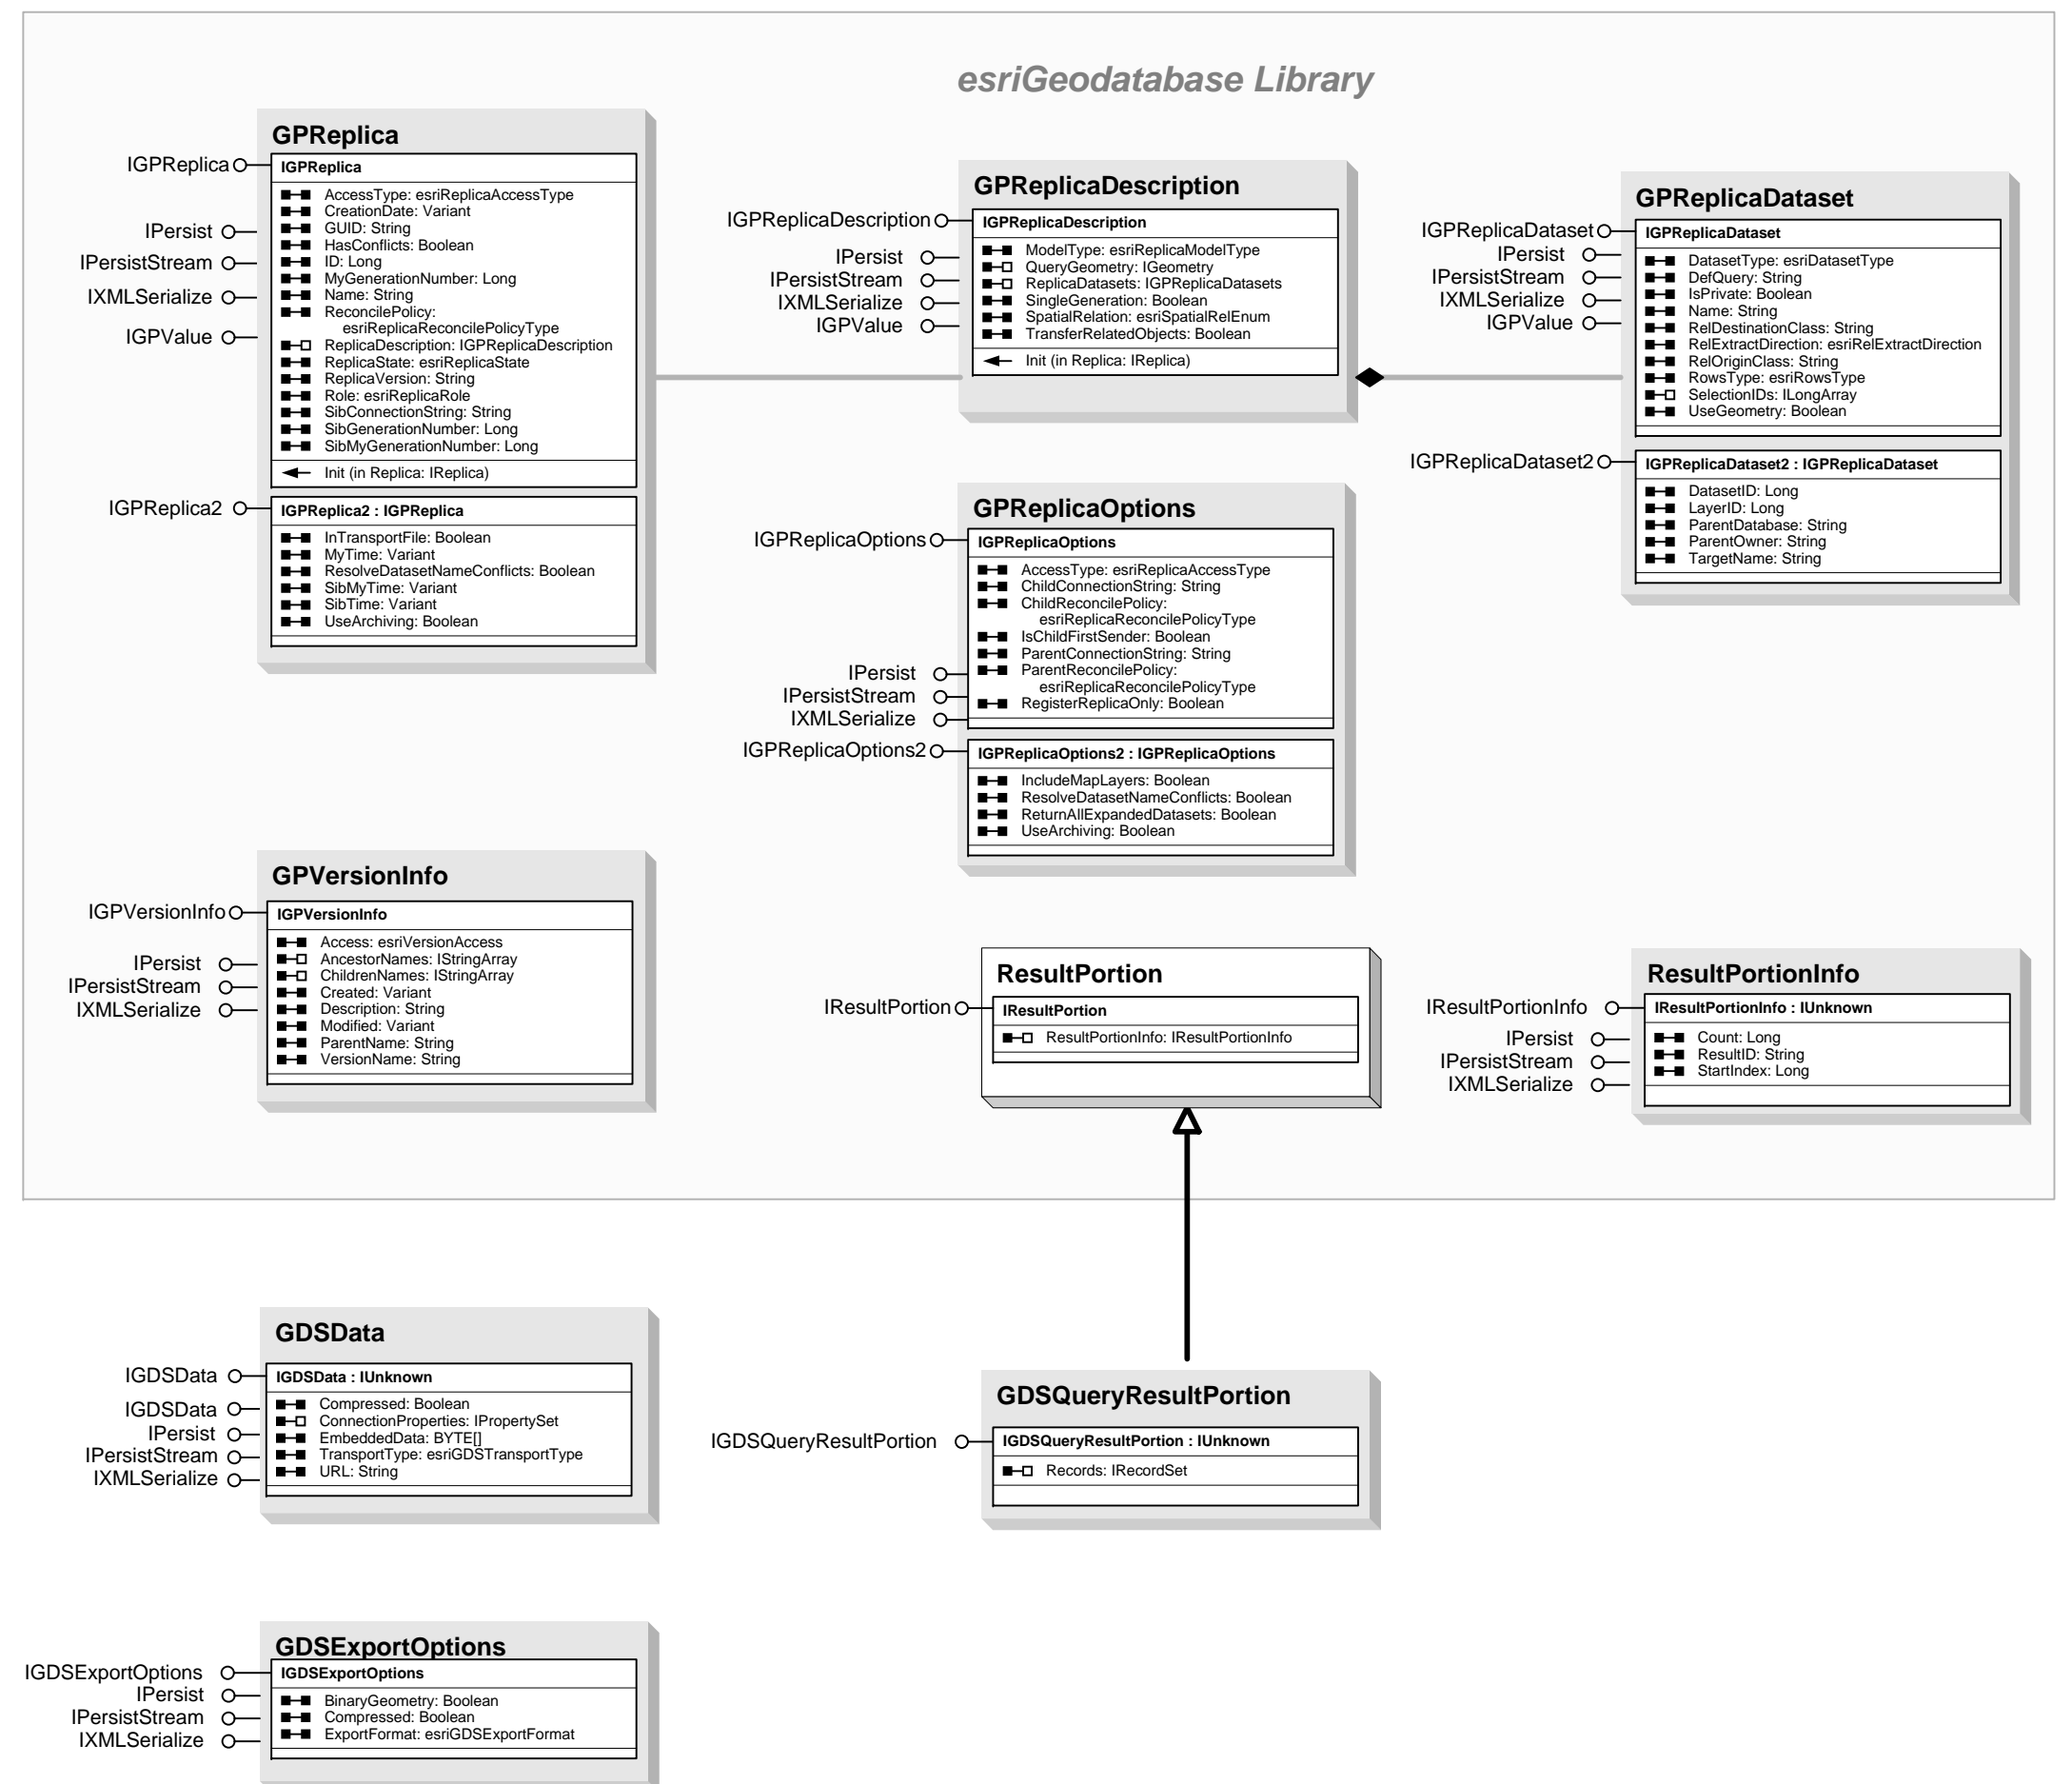 esriGeodatabase Library
GPReplica
IGPReplica
IPersist
IPersistStream
IXMLSerialize
IGPValue
IGPReplica
AccessType: esriReplicaAccessType
CreationDate: Variant
GUID: String
HasConflicts: Boolean
ID: Long
MyGenerationNumber: Long
Name: String
ReconcilePolicy:
esriReplicaReconcilePolicyType
ReplicaDescription: IGPReplicaDescription
ReplicaState: esriReplicaState
ReplicaVersion: String
Role: esriReplicaRole
SibConnectionString: String
SibGenerationNumber: Long
SibMyGenerationNumber: Long
Init (in Replica: IReplica)
IGPReplica2
IGPReplica2 : IGPReplica
InTransportFile: Boolean
MyTime: Variant
ResolveDatasetNameConflicts: Boolean
SibMyTime: Variant
SibTime: Variant
UseArchiving: Boolean
GPReplicaDescription
IGPReplicaDescription
IPersist
IPersistStream
IXMLSerialize
IGPValue
IGPReplicaDescription
ModelType: esriReplicaModelType
QueryGeometry: IGeometry
ReplicaDatasets: IGPReplicaDatasets
SingleGeneration: Boolean
SpatialRelation: esriSpatialRelEnum
TransferRelatedObjects: Boolean
Init (in Replica: IReplica)
GPReplicaDataset
IGPReplicaDataset
IPersist
IPersistStream
IXMLSerialize
IGPValue
IGPReplicaDataset
DatasetType: esriDatasetType
DefQuery: String
IsPrivate: Boolean
Name: String
RelDestinationClass: String
RelExtractDirection: esriRelExtractDirection
RelOriginClass: String
RowsType: esriRowsType
SelectionIDs: ILongArray
UseGeometry: Boolean
IGPReplicaDataset2
IGPReplicaDataset2 : IGPReplicaDataset
DatasetID: Long
LayerID: Long
ParentDatabase: String
ParentOwner: String
TargetName: String
GPReplicaOptions
IGPReplicaOptions
IGPReplicaOptions
AccessType: esriReplicaAccessType
ChildConnectionString: String
ChildReconcilePolicy:
esriReplicaReconcilePolicyType
IsChildFirstSender: Boolean
ParentConnectionString: String
ParentReconcilePolicy:
esriReplicaReconcilePolicyType
RegisterReplicaOnly: Boolean
IPersist
IPersistStream
IXMLSerialize
IGPReplicaOptions2
IGPReplicaOptions2 : IGPReplicaOptions
IncludeMapLayers: Boolean
ResolveDatasetNameConflicts: Boolean
ReturnAllExpandedDatasets: Boolean
UseArchiving: Boolean
GPVersionInfo
IGPVersionInfo
IPersist
IPersistStream
IXMLSerialize
IGPVersionInfo
Access: esriVersionAccess
AncestorNames: IStringArray
ChildrenNames: IStringArray
Created: Variant
Description: String
Modified: Variant
ParentName: String
VersionName: String
ResultPortion
IResultPortion
IResultPortion
ResultPortionInfo: IResultPortionInfo
ResultPortionInfo
IResultPortionInfo
IPersist
IPersistStream
IXMLSerialize
IResultPortionInfo : IUnknown
Count: Long
ResultID: String
StartIndex: Long
GDSData
IGDSData
IGDSData
IPersist
IPersistStream
IXMLSerialize
IGDSData : IUnknown
Compressed: Boolean
ConnectionProperties: IPropertySet
EmbeddedData: BYTE[]
TransportType: esriGDSTransportType
URL: String
GDSQueryResultPortion
IGDSQueryResultPortion
IGDSQueryResultPortion : IUnknown
Records: IRecordSet
GDSExportOptions
IGDSExportOptions
IPersist
IPersistStream
IXMLSerialize
IGDSExportOptions
BinaryGeometry: Boolean
Compressed: Boolean
ExportFormat: esriGDSExportFormat